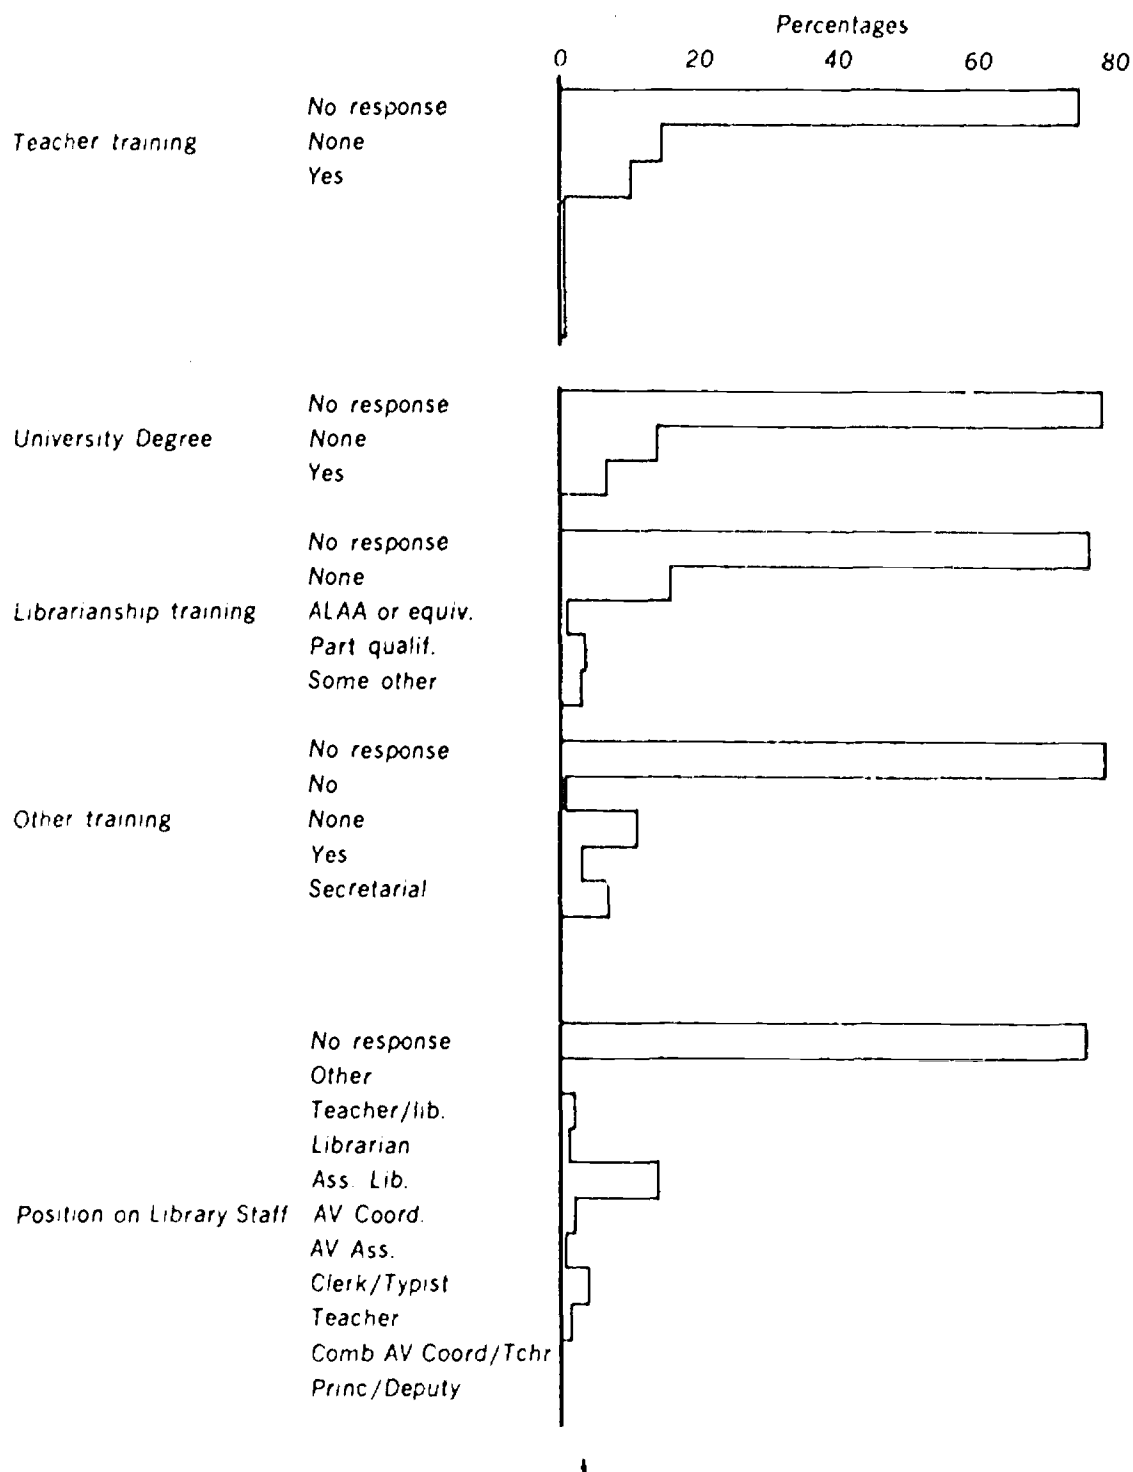 Percentages
0 20 40 60 80
No response
Teacher training None
Yes
No response
University Degree None
Yes
No response
None
Librarianship training ALAA or equiv.
Part qualif.
Some other
No response
No
Other training None
Yes
Secretarial
No response
Other
Teacher/lib.
Librarian
Ass. Lib.
Position on Library Staff AV Coord.
AV Ass.
Clerk/Typist
Teacher
Comb AV Coord/Tchr
Princ/Deputy